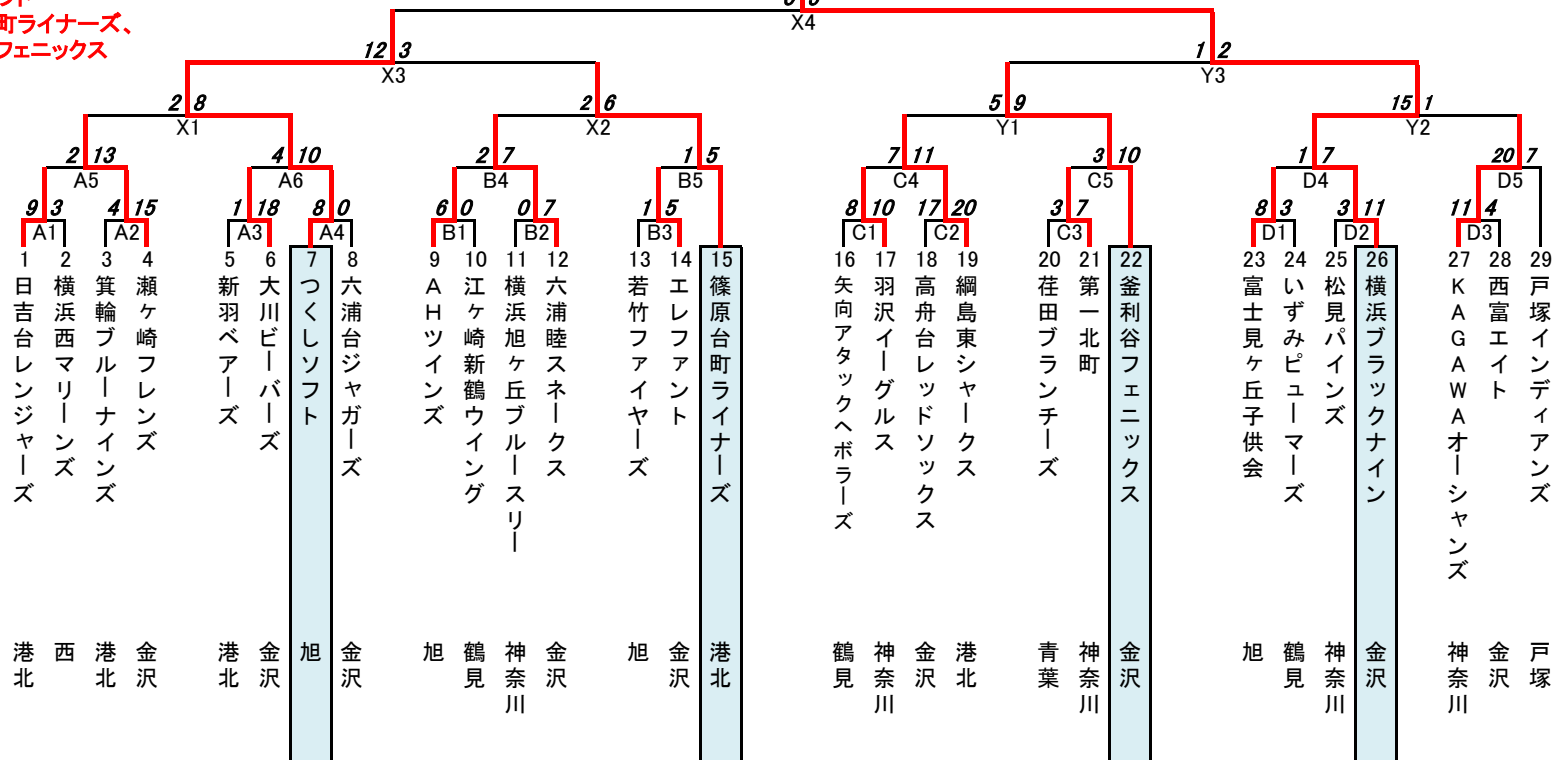 町ライナーズ、
フェニックス
X4
12 3
X3
1 2
Y3
2 8
X1
2 6
X2
5 9
Y1
15 1
Y2
2 13
A5
4 10
A6
2 7
B4
1 5
B5
7 11
C4
3 10
C5
1 7
D4
20 7
D5
9 3
A1
4 15
A2
1 18
A3
8 0
A4
6 0
B1
0 7
B2
1 5
B3
8 10
C1
17 20
C2
3 7
C3
8 3
D1
3 11
D2
11 4
D3
1 日吉台レンジャーズ 港北
2 横浜西マリーンズ 西
3 箕輪ブルーナインズ 港北
4 瀬ヶ崎フレンズ 金沢
5 新羽ベアーズ 港北
6 大川ビーバーズ 金沢
7 つくしソフト 旭
8 六浦台ジャガーズ 金沢
9 AHツインズ 旭
10 江ヶ崎新鶴ウイング 鶴見
11 横浜旭ヶ丘ブルースリー 神奈川
12 六浦睦スネークス 金沢
13 若竹ファイヤーズ 旭
14 エレファント 金沢
15 篠原台町ライナーズ 港北
16 矢向アタックヘボラーズ 鶴見
17 羽沢イーグルス 神奈川
18 高舟台レッドソックス 金沢
19 綱島東シャークス 港北
20 荏田ブランチーズ 青葉
21 第一北町 神奈川
22 釜利谷フェニックス 金沢
23 富士見ヶ丘子供会 旭
24 いずみピューマーズ 鶴見
25 松見パインズ 神奈川
26 横浜ブラックナイン 金沢
27 KAGAWAオーシャンズ 神奈川
28 西富エイト 金沢
29 戸塚インディアンズ 戸塚